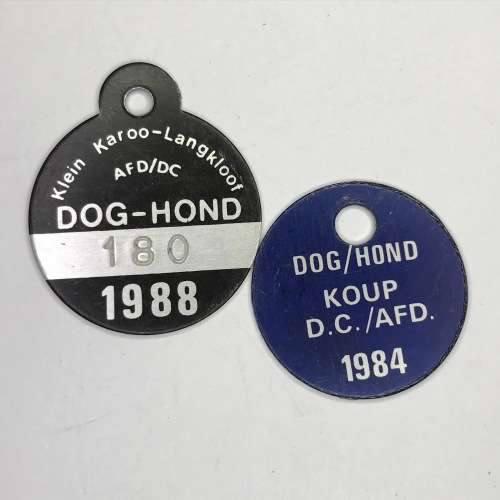 Klein Karoo-Langkloof
AFD/DC
DOG-HOND
180
1988
DOG/HOND
KOUP
D.C./AFD.
1984